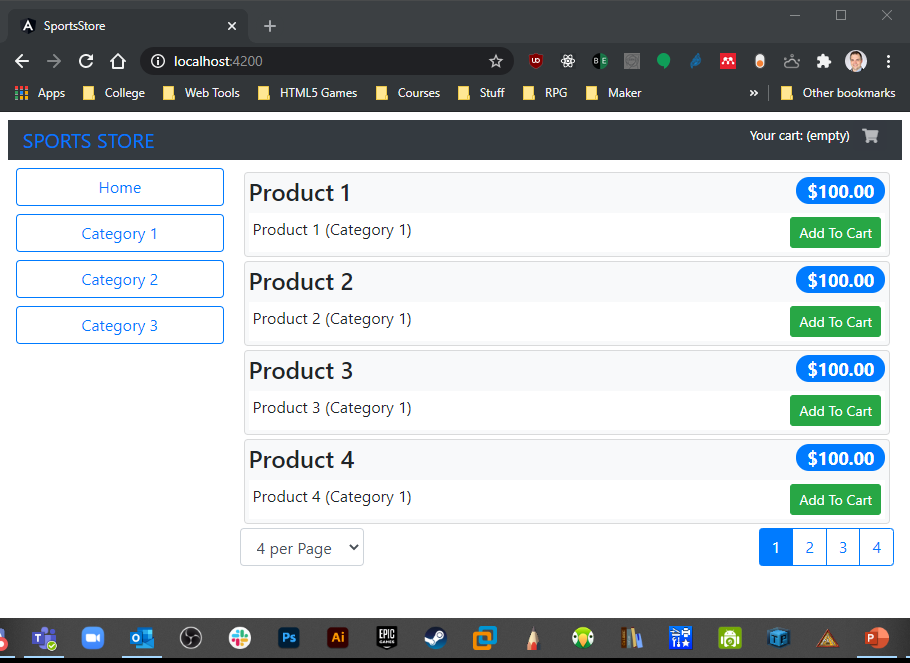 SportsStore
localhost:4200
Apps
College
Web Tools
HTML5 Games
Courses
Stuff
RPG
Maker
»
Other bookmarks
SPORTS STORE
Your cart: (empty)
Home
Category 1
Category 2
Category 3
Product 1 $100.00
Product 1 (Category 1) Add To Cart
Product 2 $100.00
Product 2 (Category 1) Add To Cart
Product 3 $100.00
Product 3 (Category 1) Add To Cart
Product 4 $100.00
Product 4 (Category 1) Add To Cart
4 per Page
1 2 3 4
Ps
Ai
EPIC GAMES